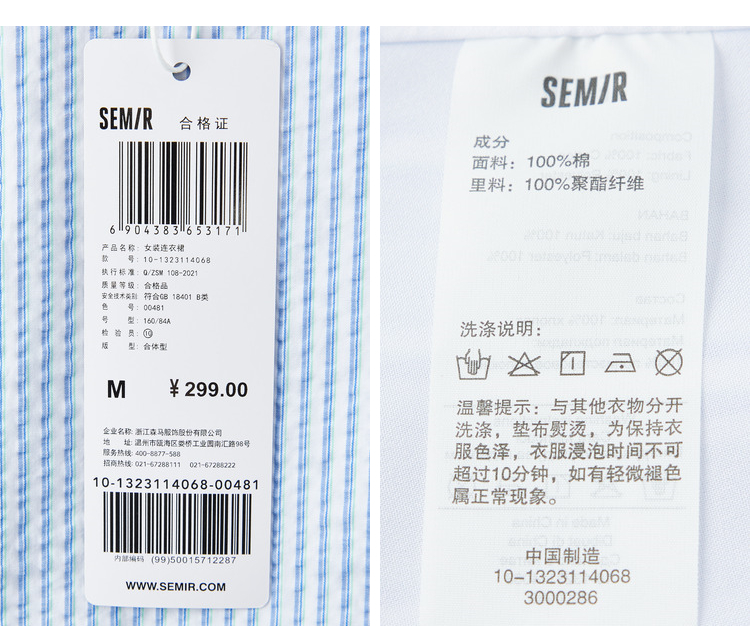 SEMIR 合格证
6 904383 653171
产品名称: 女装连衣裙
款 号: 10-1323114068
执行标准: Q/ZSM 108-2021
质量等级: 合格品
安全技术类别: 符合GB 18401 B类
色 号: 00481
号 型: 160/84A
检 验 员: 10
版 型: 合体型
M ¥299.00
企业名称: 浙江森马服饰股份有限公司
地 址: 温州市瓯海区娄桥工业园南汇路98号
服务热线: 400-8877-588
招商热线: 021-67288111 021-67288222
10-1323114068-00481
内部编码 (99)50015712287
WWW.SEMIR.COM
SEMIR
成分
面料: 100%棉
里料: 100%聚酯纤维
洗涤说明:
温馨提示: 与其他衣物分开
洗涤, 垫布熨烫, 为保持衣
服色泽, 衣服浸泡时间不可
超过10分钟, 如有轻微褪色
属正常现象。
中国制造
10-1323114068
3000286